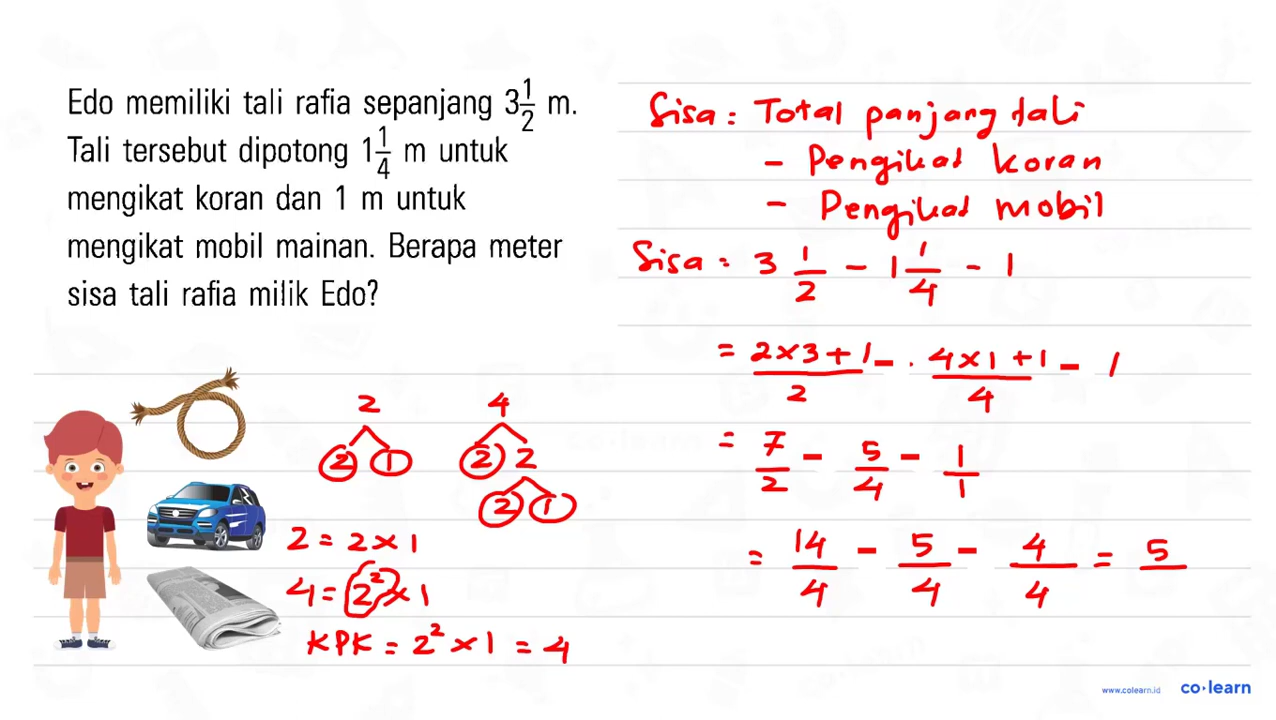 Edo memiliki tali rafia sepanjang 3 1/2 m.
Tali tersebut dipotong 1 1/4 m untuk
mengikat koran dan 1 m untuk
mengikat mobil mainan. Berapa meter
sisa tali rafia milik Edo?
Sisa : Total panjang tali
- Pengikat koran
- Pengikat mobil
Sisa : 3 1/2 - 1 1/4 - 1
= (2×3+1)/2 - . (4×1+1)/4 - 1
= 7/2 - 5/4 - 1/1
= 14/4 - 5/4 - 4/4 = 5/
2
2 1
4
2 2
2 1
2 = 2×1
4 = 2²×1
KPK = 2² × 1 = 4
www.colearn.id co·learn